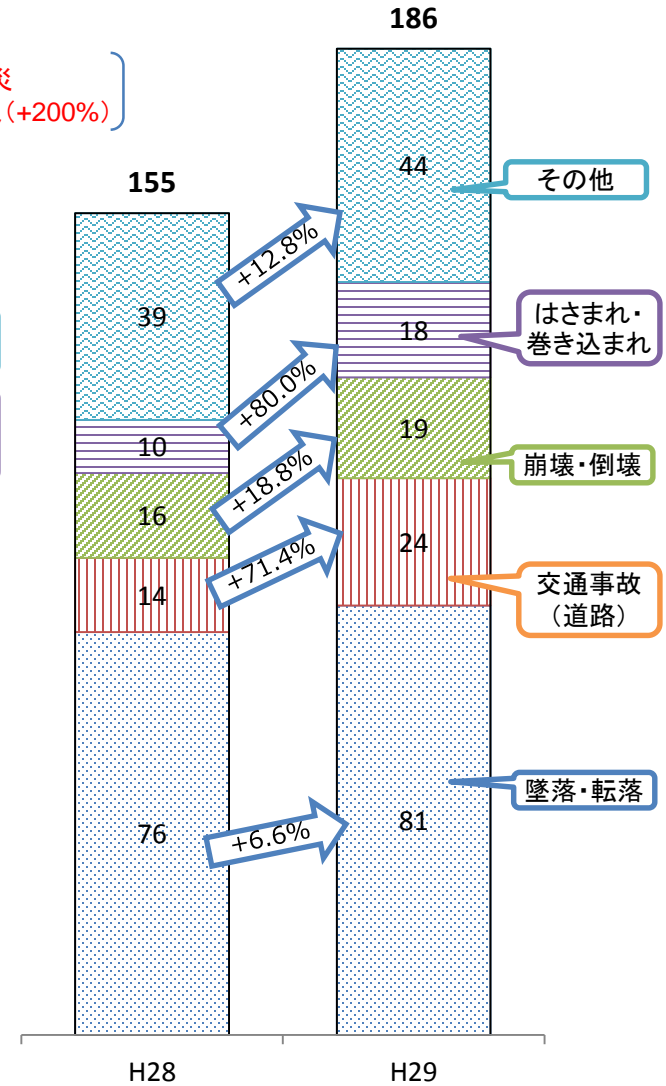 186
災
(+200%)
155
44
その他
+12.8%
39
18
はさまれ・
巻き込まれ
+80.0%
10
19
崩壊・倒壊
+18.8%
16
24
交通事故
（道路）
+71.4%
14
墜落・転落
76
+6.6%
81
H28
H29